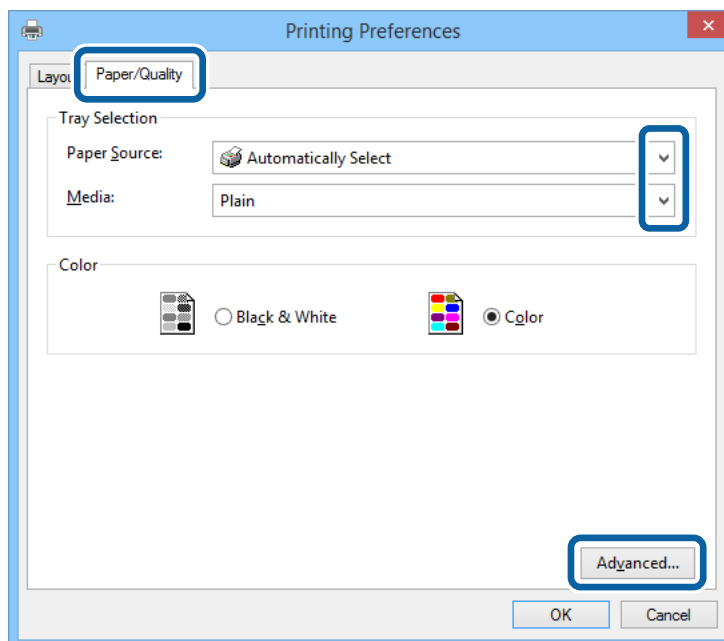 Printing Preferences
Layou
Paper/Quality
Tray Selection
Paper Source:
Automatically Select
Media:
Plain
Color
Black & White
Color
Advanced...
OK
Cancel